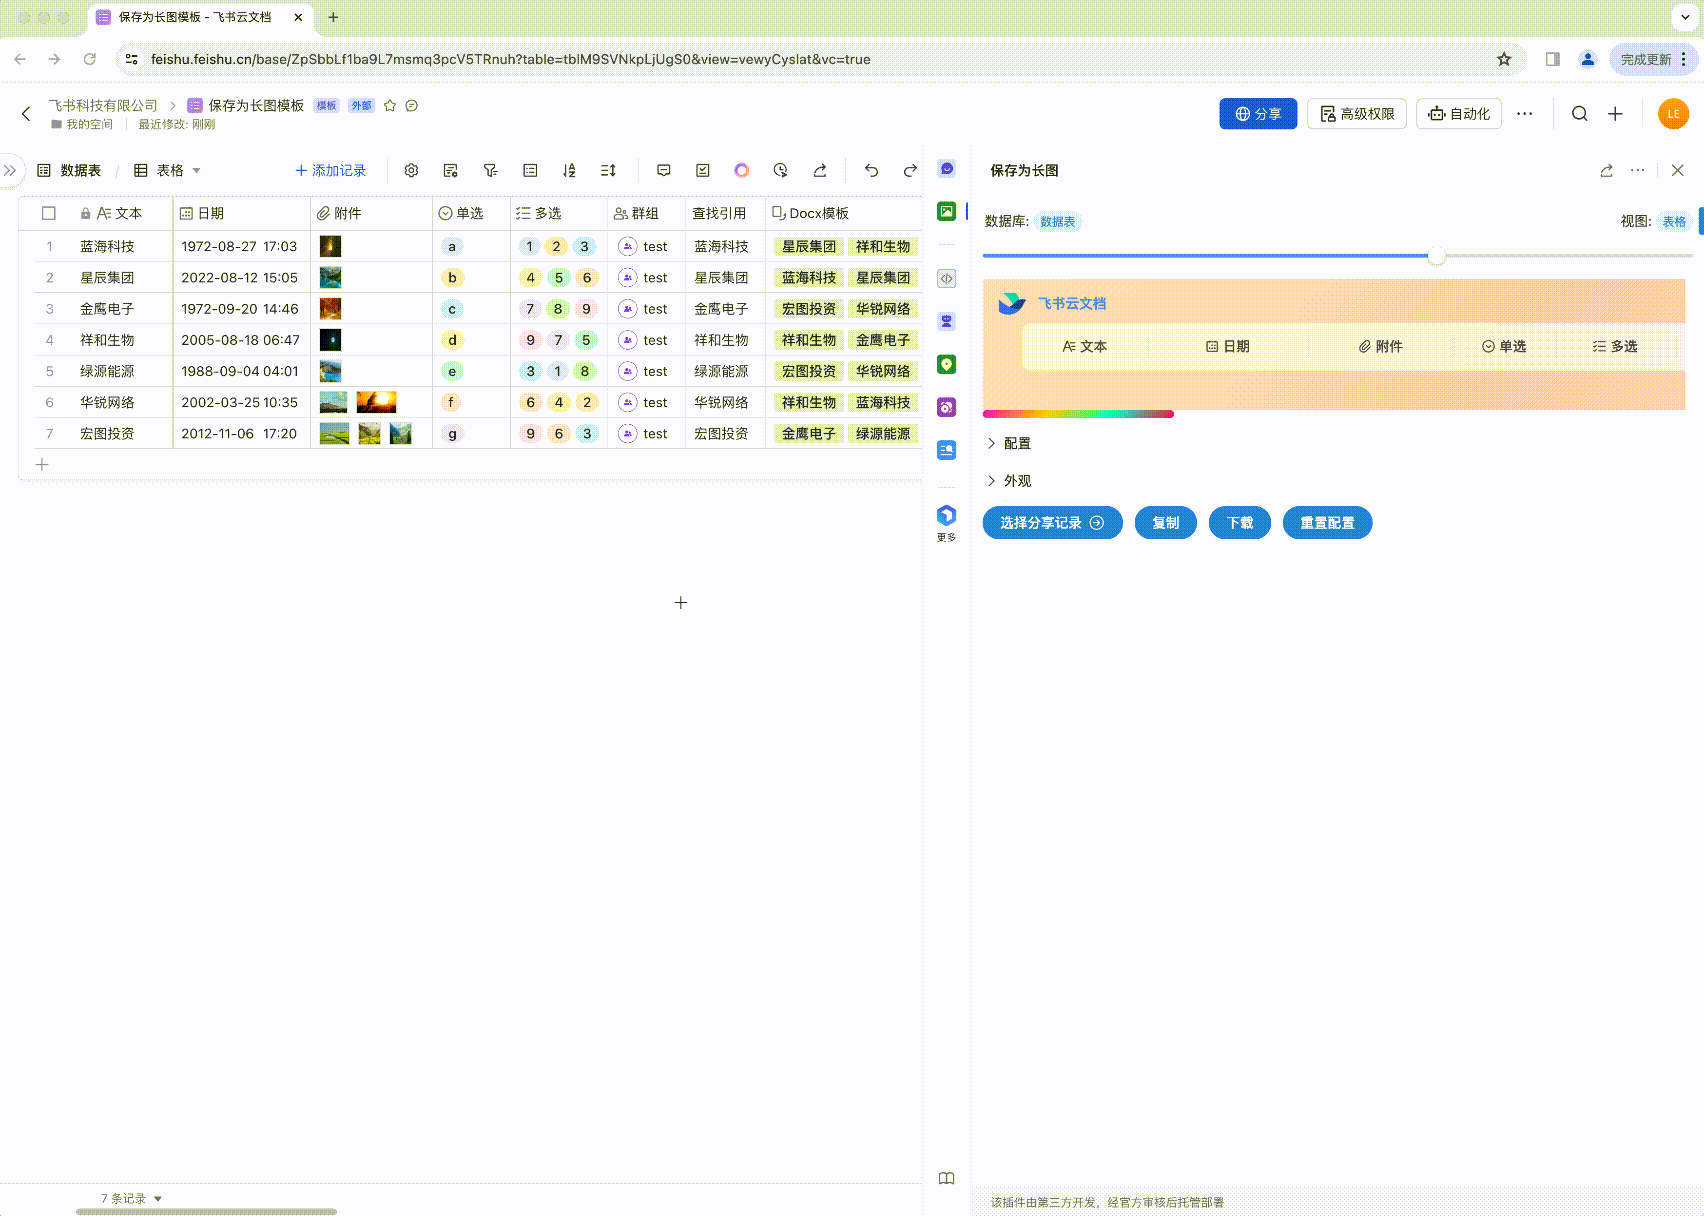 保存为长图模板 - 飞书云文档
feishu.feishu.cn/base/ZpSbbLf1ba9L7msmq3pcV5TRnuh?table=tblM9SVNkpLjUgS0&view=vewyCyslat&vc=true
完成更新
飞书科技有限公司 保存为长图模板 模板 外部
我的空间 最近修改: 刚刚
分享 高级权限 自动化
LE
数据表 / 表格 添加记录
文本 日期 附件 单选 多选 群组 查找引用 Docx模板
1 蓝海科技 1972-08-27 17:03 a 1 2 3 test 蓝海科技 星辰集团 祥和生物
2 星辰集团 2022-08-12 15:05 b 4 5 6 test 星辰集团 蓝海科技 星辰集团
3 金鹰电子 1972-09-20 14:46 c 7 8 9 test 金鹰电子 宏图投资 华锐网络
4 祥和生物 2005-08-18 06:47 d 9 7 5 test 祥和生物 祥和生物 金鹰电子
5 绿源能源 1988-09-04 04:01 e 3 1 8 test 绿源能源 宏图投资 华锐网络
6 华锐网络 2002-03-25 10:35 f 6 4 2 test 华锐网络 祥和生物 蓝海科技
7 宏图投资 2012-11-06 17:20 g 9 6 3 test 宏图投资 金鹰电子 绿源能源
7 条记录
更多
保存为长图
数据库: 数据表 视图: 表格
飞书云文档
文本 日期 附件 单选 多选
配置
外观
选择分享记录 复制 下载 重置配置
该插件由第三方开发，经官方审核后托管部署